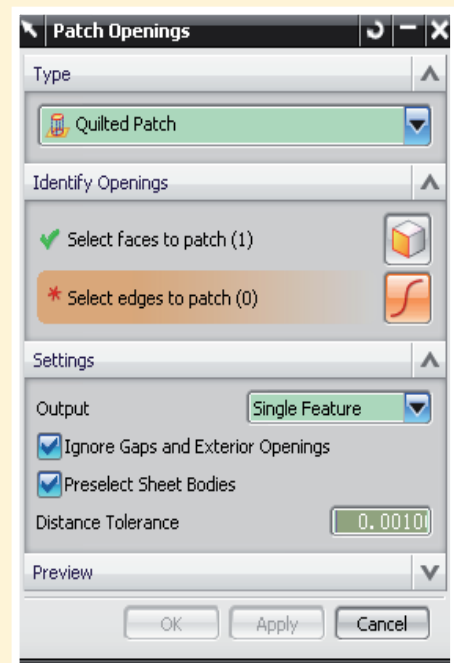 Patch Openings
Type
Quilted Patch
Identify Openings
Select faces to patch (1)
* Select edges to patch (0)
Settings
Output Single Feature
Ignore Gaps and Exterior Openings
Preselect Sheet Bodies
Distance Tolerance 0.00100
Preview
OK Apply Cancel